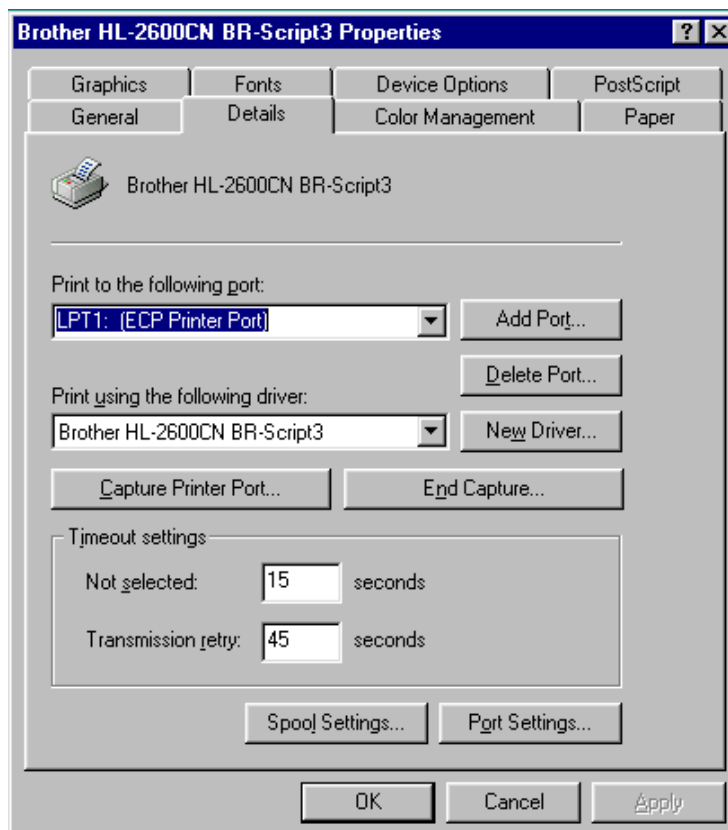 Brother HL-2600CN BR-Script3 Properties
Graphics Fonts Device Options PostScript
General Details Color Management Paper
Brother HL-2600CN BR-Script3
Print to the following port:
LPT1: (ECP Printer Port) Add Port...
Delete Port...
Print using the following driver:
Brother HL-2600CN BR-Script3 New Driver...
Capture Printer Port... End Capture...
Timeout settings
Not selected: 15 seconds
Transmission retry: 45 seconds
Spool Settings... Port Settings...
OK Cancel Apply